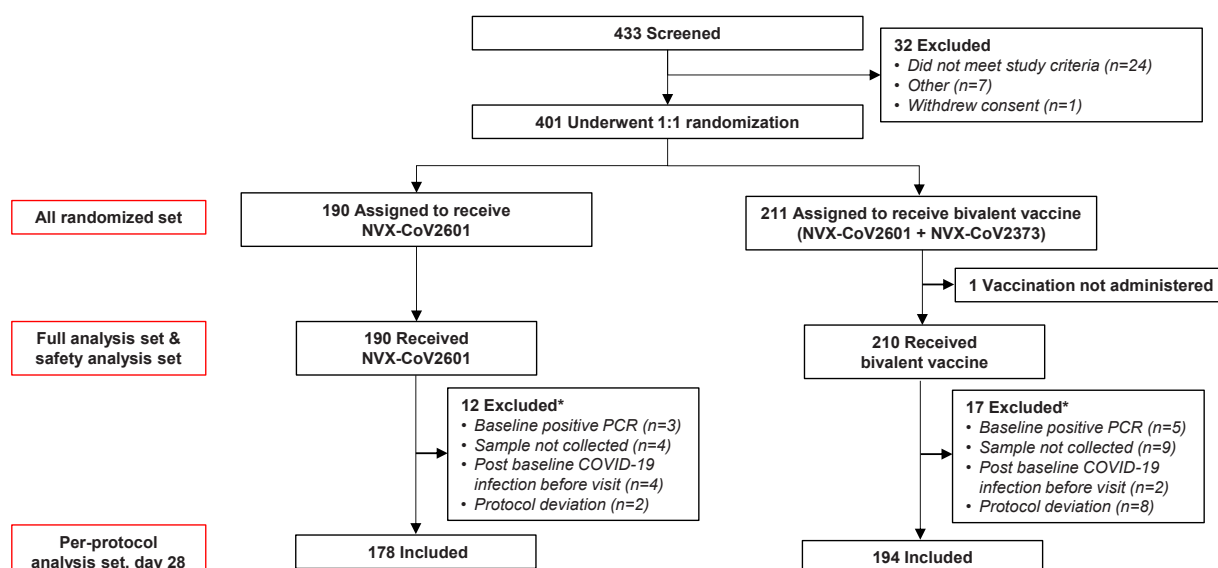 433 Screened
32 Excluded
• Did not meet study criteria (n=24)
• Other (n=7)
• Withdrew consent (n=1)
401 Underwent 1:1 randomization
All randomized set
190 Assigned to receive
NVX-CoV2601
211 Assigned to receive bivalent vaccine
(NVX-CoV2601 + NVX-CoV2373)
1 Vaccination not administered
Full analysis set &
safety analysis set
190 Received
NVX-CoV2601
210 Received
bivalent vaccine
12 Excluded*
• Baseline positive PCR (n=3)
• Sample not collected (n=4)
• Post baseline COVID-19
infection before visit (n=4)
• Protocol deviation (n=2)
17 Excluded*
• Baseline positive PCR (n=5)
• Sample not collected (n=9)
• Post baseline COVID-19
infection before visit (n=2)
• Protocol deviation (n=8)
Per-protocol
analysis set, day 28
178 Included
194 Included